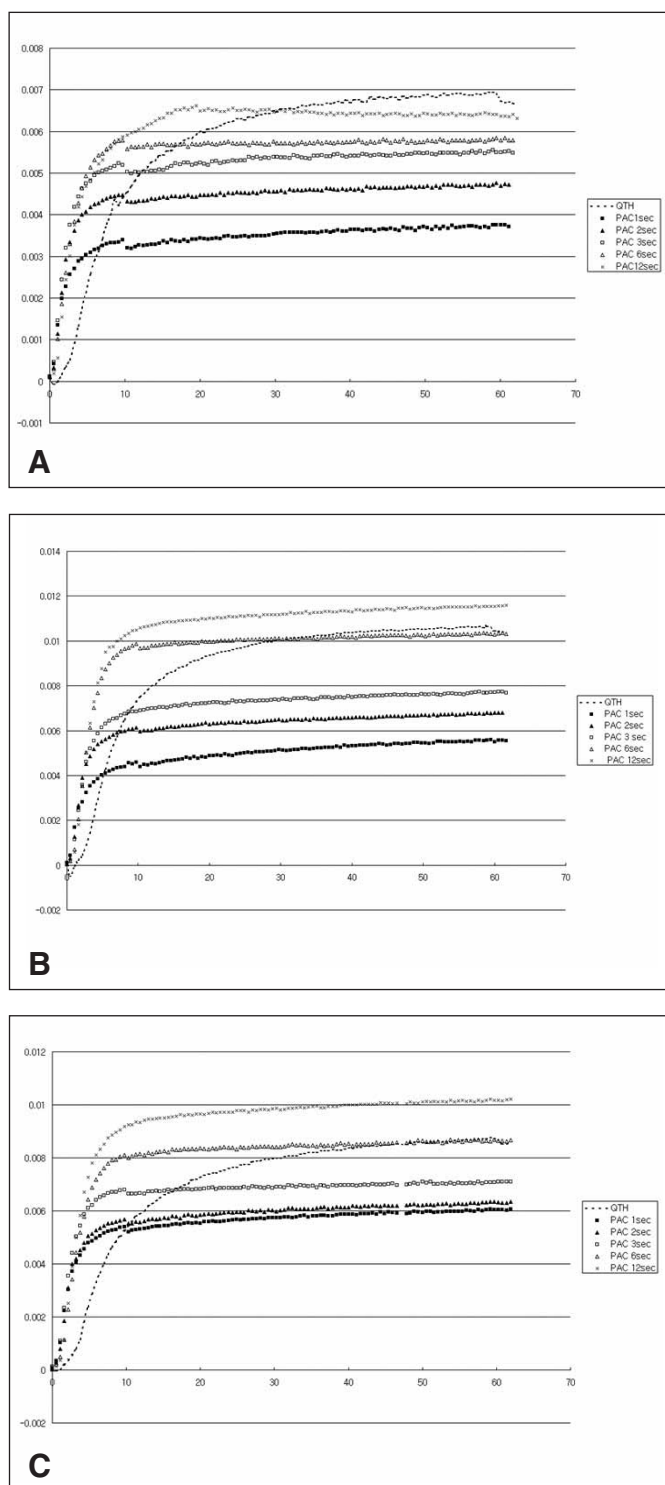 0.008
0.007
0.006
0.005
0.004
0.003
0.002
0.001
0
-0.001
0 10 20 30 40 50 60 70
QTH
PAC1sec
PAC 2sec
PAC 3sec
PAC 6sec
PAC12sec
A
0.014
0.012
0.01
0.008
0.006
0.004
0.002
0
-0.002
0 10 20 30 40 50 60 70
QTH
PAC 1sec
PAC 2sec
PAC 3 sec
PAC 6sec
PAC 12sec
B
0.012
0.01
0.008
0.006
0.004
0.002
0
-0.002
0 10 20 30 40 50 60 70
QTH
PAC 1sec
PAC 2sec
PAC 3sec
PAC 6sec
PAC 12sec
C